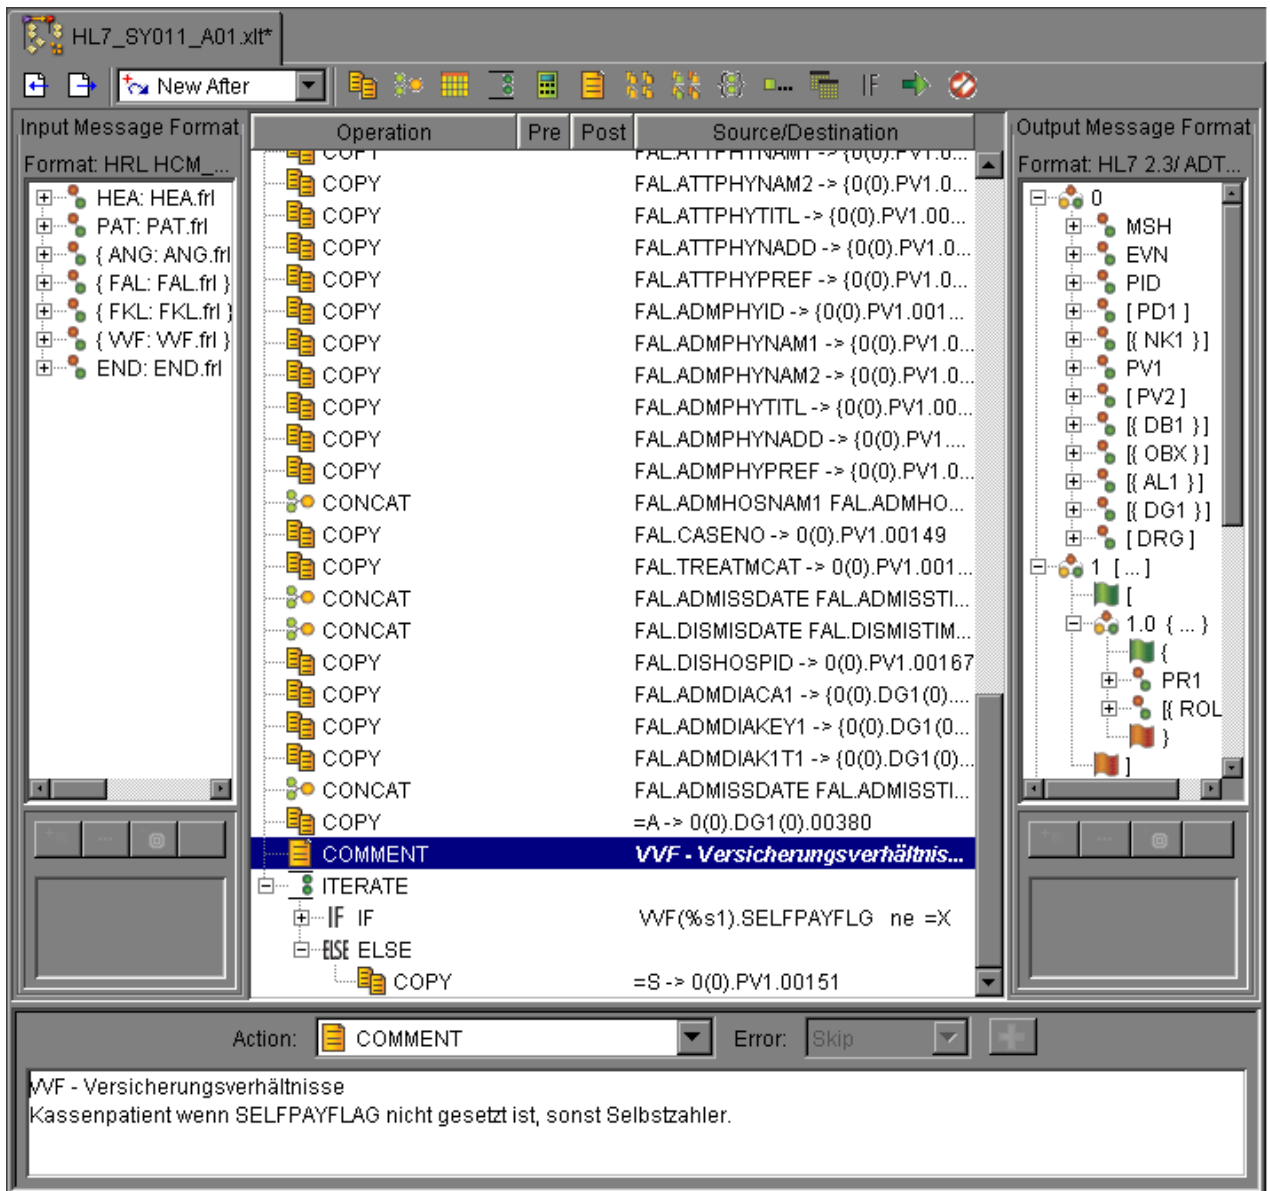 HL7_SY011_A01.xlt*
New After
IF
Input Message Format
Format: HRL HCM_...
HEA: HEA.frl
PAT: PAT.frl
{ ANG: ANG.frl
{ FAL: FAL.frl }
{ FKL: FKL.frl }
{ VVF: VVF.frl }
END: END.frl
Operation Pre Post Source/Destination
COPY FAL.ATTPHYNAM1 -> {0(0).PV1.0...
COPY FAL.ATTPHYNAM2 -> {0(0).PV1.0...
COPY FAL.ATTPHYTITL -> {0(0).PV1.00...
COPY FAL.ATTPHYNADD -> {0(0).PV1.0...
COPY FAL.ATTPHYPREF -> {0(0).PV1.0...
COPY FAL.ADMPHYID -> {0(0).PV1.001...
COPY FAL.ADMPHYNAM1 -> {0(0).PV1.0...
COPY FAL.ADMPHYNAM2 -> {0(0).PV1.0...
COPY FAL.ADMPHYTITL -> {0(0).PV1.00...
COPY FAL.ADMPHYNADD -> {0(0).PV1....
COPY FAL.ADMPHYPREF -> {0(0).PV1.0...
CONCAT FAL.ADMHOSNAM1 FAL.ADMHO...
COPY FAL.CASENO -> 0(0).PV1.00149
COPY FAL.TREATMCAT -> 0(0).PV1.001...
CONCAT FAL.ADMISSDATE FAL.ADMISSTI...
CONCAT FAL.DISMISDATE FAL.DISMISTIM...
COPY FAL.DISHOSPID -> 0(0).PV1.00167
COPY FAL.ADMDIACA1 -> {0(0).DG1(0)....
COPY FAL.ADMDIAKEY1 -> {0(0).DG1(0...
COPY FAL.ADMDIAK1T1 -> {0(0).DG1(0)...
CONCAT FAL.ADMISSDATE FAL.ADMISSTI...
COPY =A -> 0(0).DG1(0).00380
COMMENT VVF - Versicherungsverhältnis...
ITERATE
IF IF VVF(%s1).SELFPAYFLG ne =X
ELSE ELSE
COPY =S -> 0(0).PV1.00151
Output Message Format
Format: HL7 2.3/ ADT...
0
MSH
EVN
PID
[ PD1 ]
[{ NK1 }]
PV1
[ PV2 ]
[{ DB1 }]
[{ OBX }]
[{ AL1 }]
[{ DG1 }]
[ DRG ]
1 [ ... ]
[
1.0 { ... }
{
PR1
[{ ROL
}
]
Action: COMMENT Error: Skip
VVF - Versicherungsverhältnisse
Kassenpatient wenn SELFPAYFLAG nicht gesetzt ist, sonst Selbstzahler.